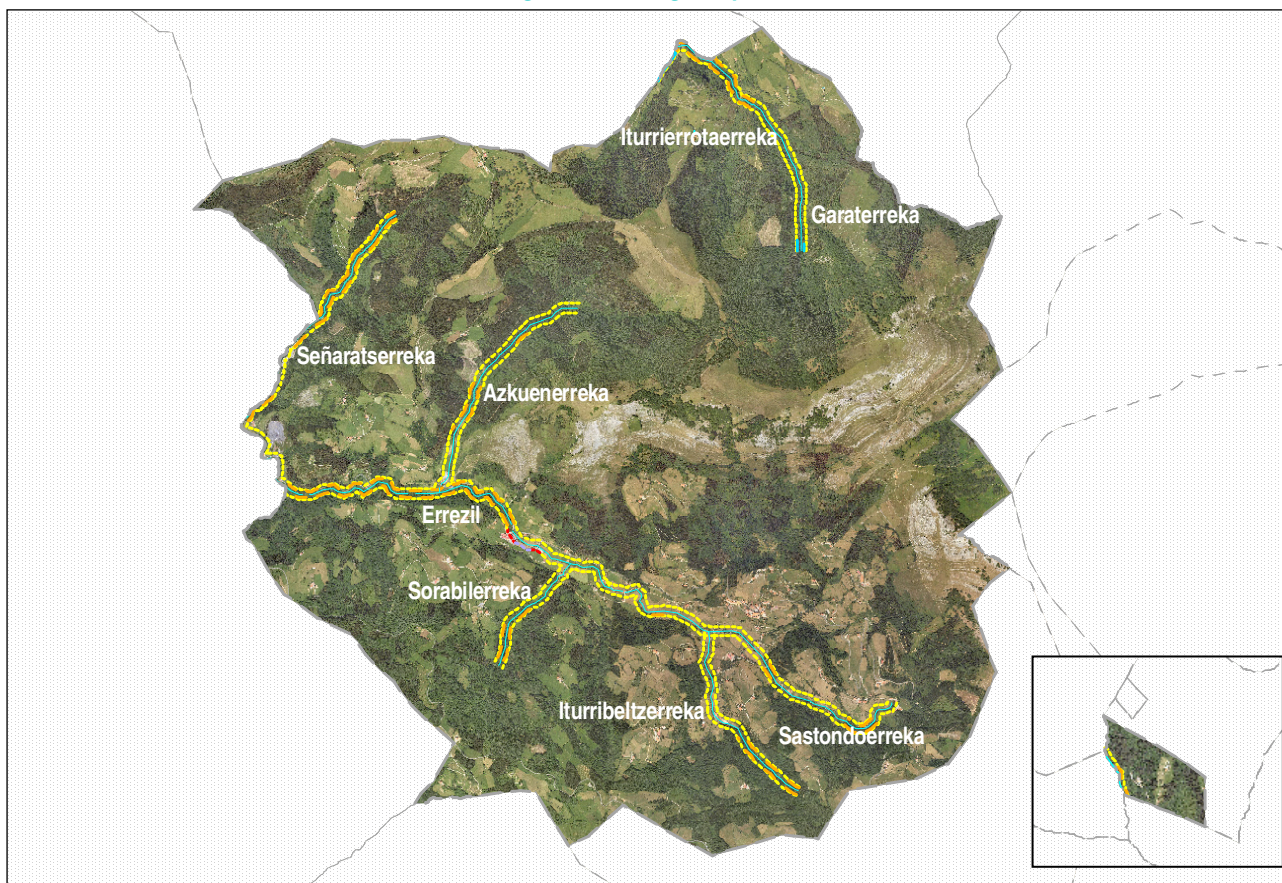 Iturrierrotaerreka
Garaterreka
Señaratserreka
Azkuenerreka
Errezil
Sorabilerreka
Iturribeltzerreka
Sastondoerreka